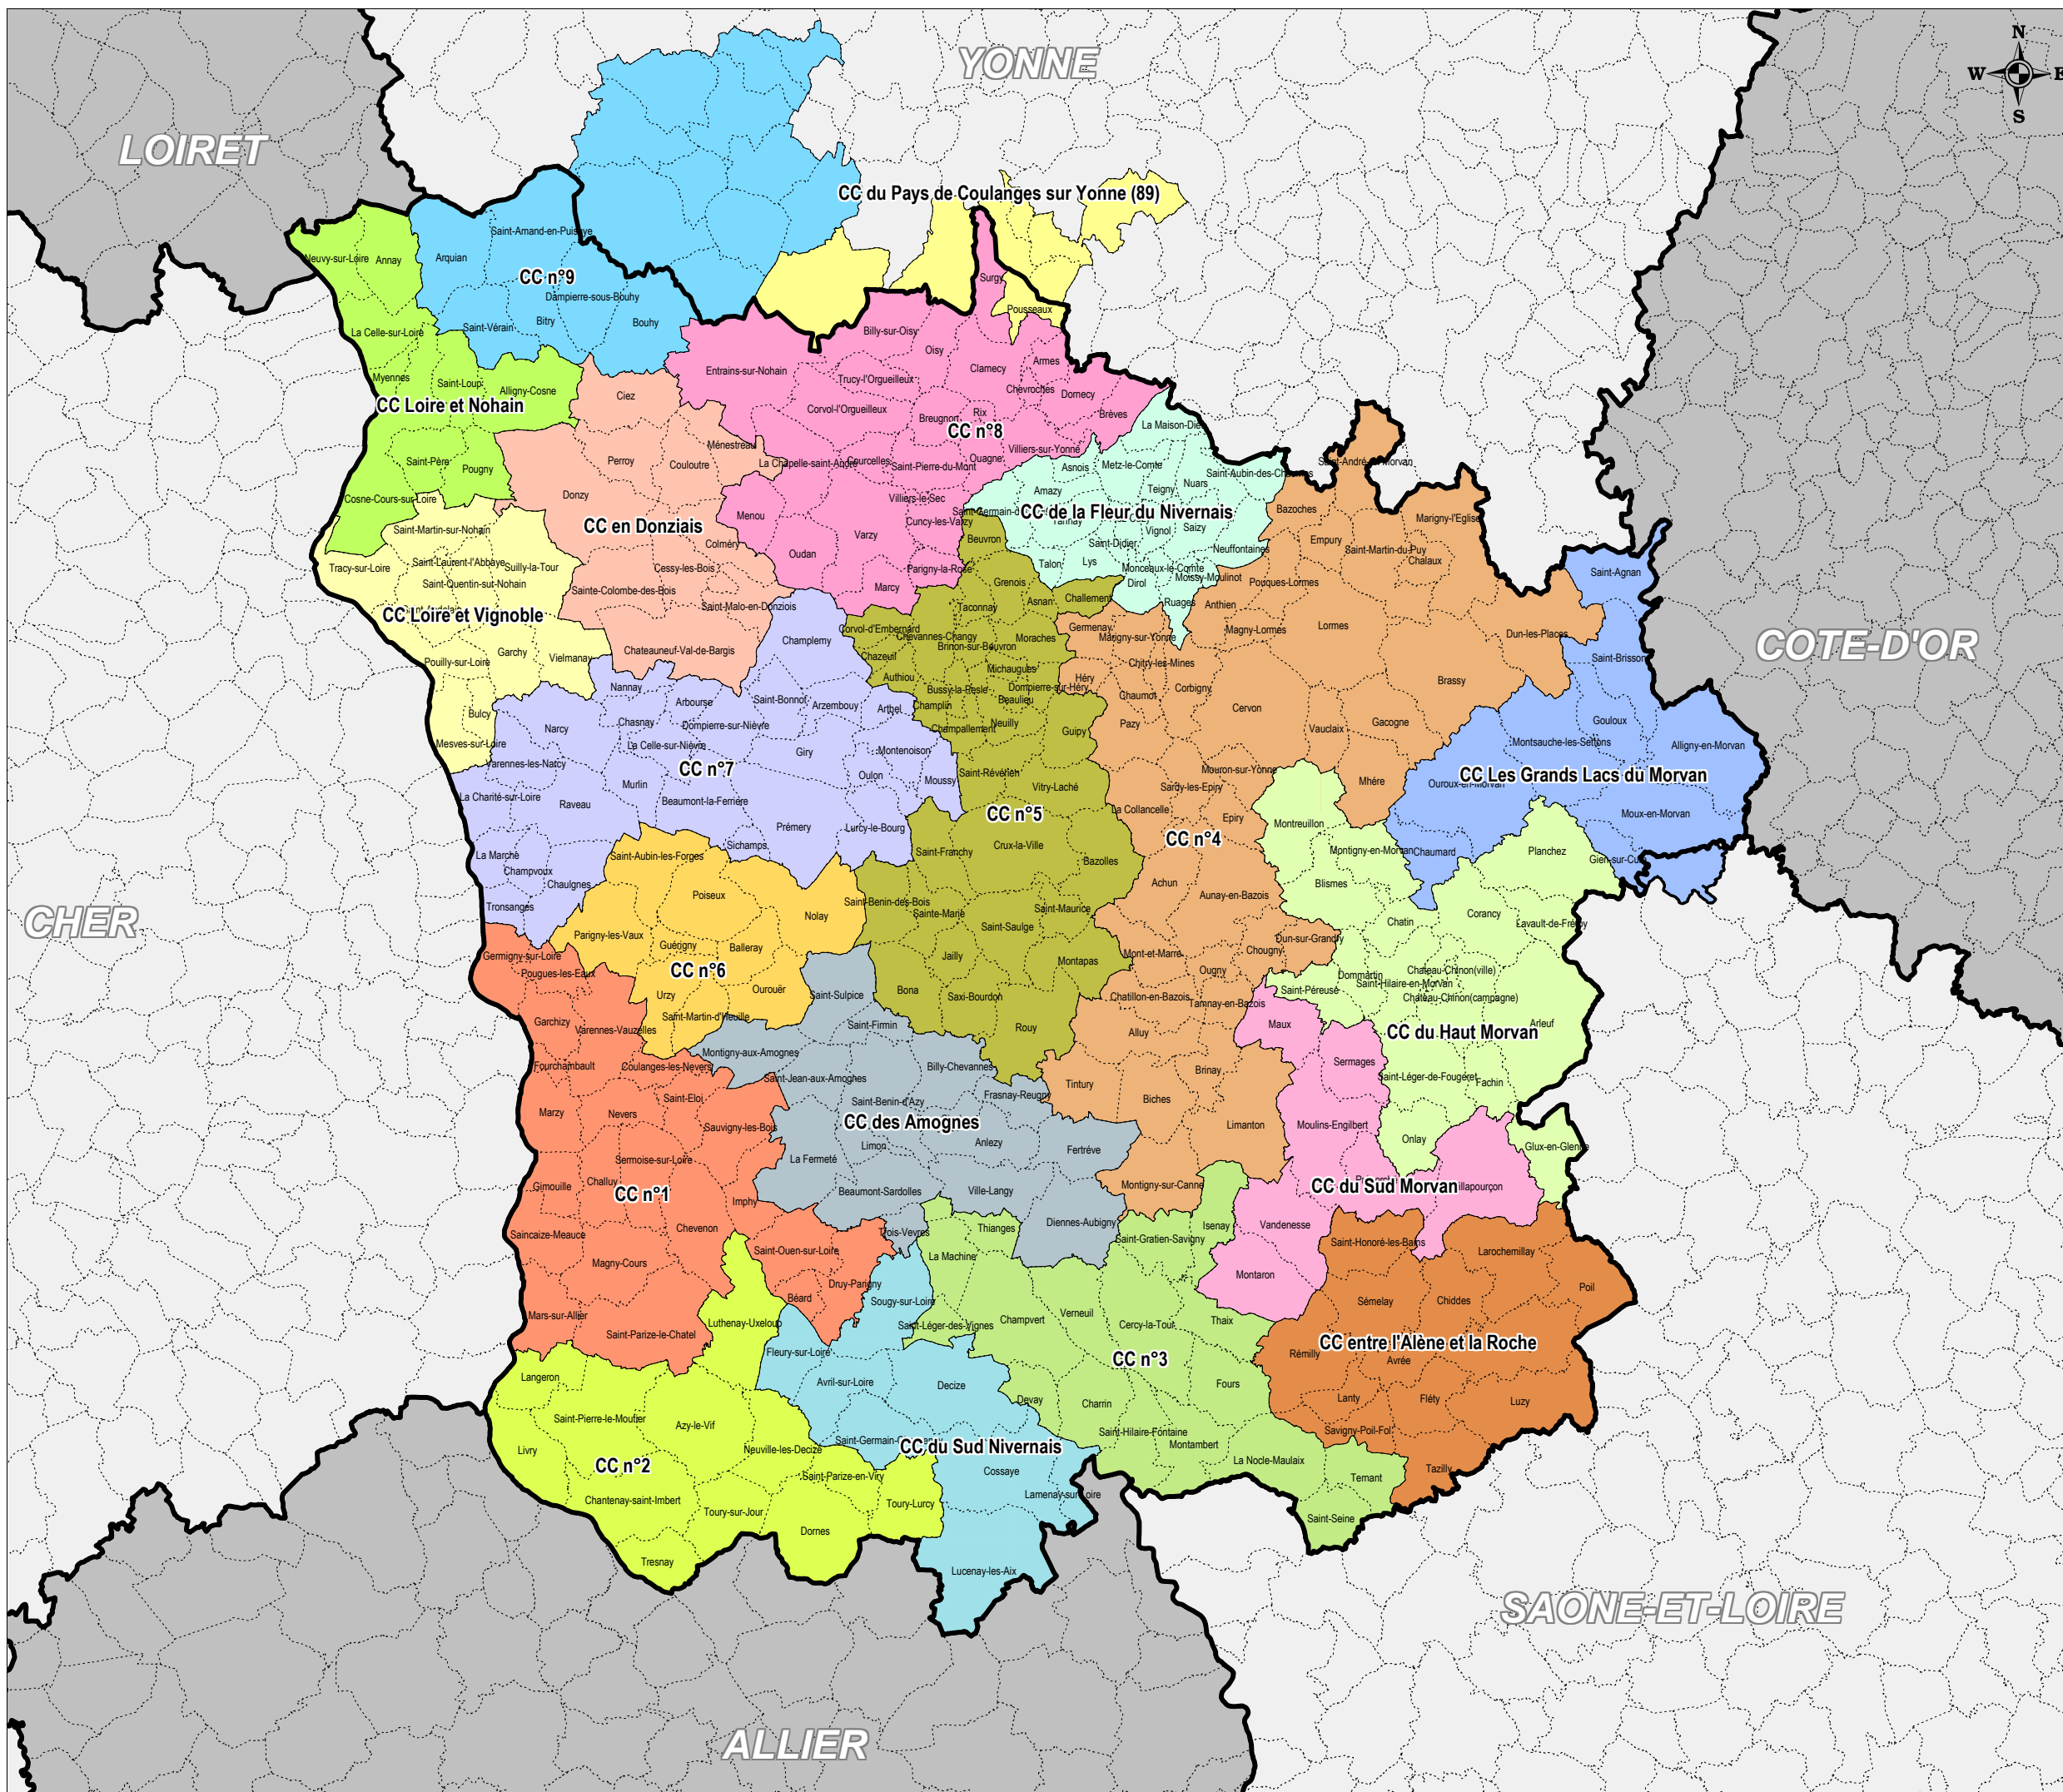 N
W E
S
YONNE
LOIRET
CC du Pays de Coulanges sur Yonne (89)
Saint-Amand-en-Puisaye
Neuvy-sur-Loire
Annay
Arquian
CC n°9
Surgy
Dampierre-sous-Bouhy
Pousseaux
La Celle-sur-Loire
Saint-Vérain
Bitry
Bouhy
Billy-sur-Oisy
Oisy
Armes
Entrains-sur-Nohain
Clamecy
Myennes
Saint-Loup
Trucy-l'Orgueilleux
Chevroches
Alligny-Cosne
Ciez
Dornecy
CC Loire et Nohain
Corvol-l'Orgueilleux
Breugnon
Rix
Brèves
CC n°8
La Maison-Dieu
Ménestreau
Villiers-sur-Yonne
Saint-Père
Pougny
Perroy
Couloutre
La Chapelle-saint-André
Courcelles
Saint-Pierre-du-Mont
Ouagne
Asnois
Metz-le-Comte
Saint-Aubin-des-Chaumes
Saint-André-en-Morvan
Cosne-Cours-sur-Loire
Donzy
Villiers-le-Sec
Amazy
Teigny
Nuars
CC en Donziais
Menou
CC de la Fleur du Nivernais
Bazoches
Marigny-l'Eglise
Saint-Martin-sur-Nohain
Cuncy-les-Varzy
Vignol
Saizy
Varzy
Beuvron
Saint-Didier
Empury
Colméry
Oudan
Neuffontaines
Saint-Martin-du-Puy
Chalaux
Tracy-sur-Loire
Saint-Laurent-l'Abbaye
Suilly-la-Tour
Cessy-les-Bois
Parigny-la-Rose
Talon
Lys
Monceaux-le-Comte
Saint-Agnan
Saint-Quentin-sur-Nohain
Sainte-Colombe-des-Bois
Marcy
Grenois
Dirol
Moissy-Moulinot
Pouques-Lormes
CC Loire et Vignoble
Saint-Malo-en-Donziois
Taconnay
Asnan
Challement
Ruages
Anthien
COTE-D'OR
Corvol-d'Embernard
Germenay
Magny-Lormes
Lormes
Dun-les-Places
Champlemy
Chevannes-Changy
Moraches
Marigny-sur-Yonne
Garchy
Chateauneuf-Val-de-Bargis
Chazeuil
Brinon-sur-Beuvron
Pouilly-sur-Loire
Vielmanay
Michaugues
Chitry-les-Mines
Saint-Brisson
Authiou
Héry
Nannay
Bussy-la-Pesle
Dompierre-sur-Héry
Chaumot
Corbigny
Brassy
Arbourse
Saint-Bonnot
Arzembouy
Arthel
Champlin
Beaulieu
Cervon
Bulcy
Chasnay
Dompierre-sur-Nièvre
Champallement
Neuilly
Guipy
Pazy
Vauclaix
Gacogne
Gouloux
Mesves-sur-Loire
Narcy
La Celle-sur-Nièvre
Giry
Montenoison
Montsauche-les-Settons
Alligny-en-Morvan
Varennes-les-Narcy
CC n°7
Oulon
Moussy
Saint-Révérien
Mouron-sur-Yonne
CC Les Grands Lacs du Morvan
Murlin
Vitry-Laché
Sardy-les-Epiry
Mhére
Ouroux-en-Morvan
La Charité-sur-Loire
Raveau
Beaumont-la-Ferrière
La Collancelle
Epiry
Moux-en-Morvan
Prémery
Lurcy-le-Bourg
CC n°5
Montreuillon
La Marche
Saint-Aubin-les-Forges
Sichamps
Saint-Franchy
Crux-la-Ville
CC n°4
Montigny-en-Morvan
Chaumard
Planchez
Gien-sur-Cure
Champvoux
Chaulgnes
Poiseux
Bazolles
Achun
Blismes
Tronsanges
Nolay
Saint-Benin-des-Bois
Aunay-en-Bazois
Corancy
CHER
Sainte-Marie
Saint-Maurice
Chatin
Lavault-de-Frétoy
Parigny-les-Vaux
Guérigny
Balleray
Saint-Saulge
Dun-sur-Grandry
Germigny-sur-Loire
Jailly
Montapas
Mont-et-Marré
Chougny
Pougues-les-Eaux
CC n°6
Ougny
Dommartin
Chateau-Chinon(ville)
Urzy
Ourouër
Saint-Sulpice
Bona
Saxi-Bourdon
Chatillon-en-Bazois
Tamnay-en-Bazois
Saint-Péreuse
Saint-Hilaire-en-Morvan
Château-Chinon(campagne)
Garchizy
Varennes-Vauzelles
Saint-Martin-d'Heuille
Saint-Firmin
Rouy
Alluy
Maux
CC du Haut Morvan
Arleuf
Montigny-aux-Amognes
Fourchambault
Coulanges-les-Nevers
Saint-Jean-aux-Amognes
Billy-Chevannes
Brinay
Sermages
Saint-Léger-de-Fougeret
Fachin
Saint-Eloi
Saint-Benin-d'Azy
Frasnay-Reugny
Tintury
Biches
Marzy
Nevers
CC des Amognes
Limanton
Moulins-Engilbert
Sauvigny-les-Bois
Limon
Anlezy
Fertrève
Onlay
Glux-en-Glenne
Sermoise-sur-Loire
La Fermeté
Gimouille
Challuy
CC n°1
Imphy
Beaumont-Sardolles
Ville-Langy
Montigny-sur-Canne
CC du Sud Morvan
Villapourçon
Saincaize-Meauce
Chevenon
Trois-Vevres
Thianges
Diennes-Aubigny
Isenay
Vandenesse
Saint-Ouen-sur-Loire
La Machine
Saint-Gratien-Savigny
Saint-Honoré-les-Bains
Larochemillay
Magny-Cours
Druy-Parigny
Montaron
Poil
Béard
Sougy-sur-Loire
Sémelay
Chiddes
Mars-sur-Allier
Saint-Parize-le-Chatel
Luthenay-Uxeloup
Saint-Léger-des-Vignes
Champvert
Verneuil
Cercy-la-Tour
Thaix
Fleury-sur-Loire
CC n°3
CC entre l'Alène et la Roche
Rémilly
Avrée
Langeron
Avril-sur-Loire
Decize
Devay
Charrin
Fours
Lanty
Fléty
Luzy
Saint-Pierre-le-Moutier
Azy-le-Vif
Saint-Hilaire-Fontaine
Savigny-Poil-Fol
Livry
CC n°2
Neuville-les-Decize
CC du Sud Nivernais
Montambert
La Nocle-Maulaix
Ternant
Tazilly
Saint-Parize-en-Viry
Cossaye
Chantenay-saint-Imbert
Toury-sur-Jour
Toury-Lurcy
Lamenay-sur-Loire
Dornes
Saint-Seine
Tresnay
Lucenay-les-Aix
SAONE-ET-LOIRE
ALLIER